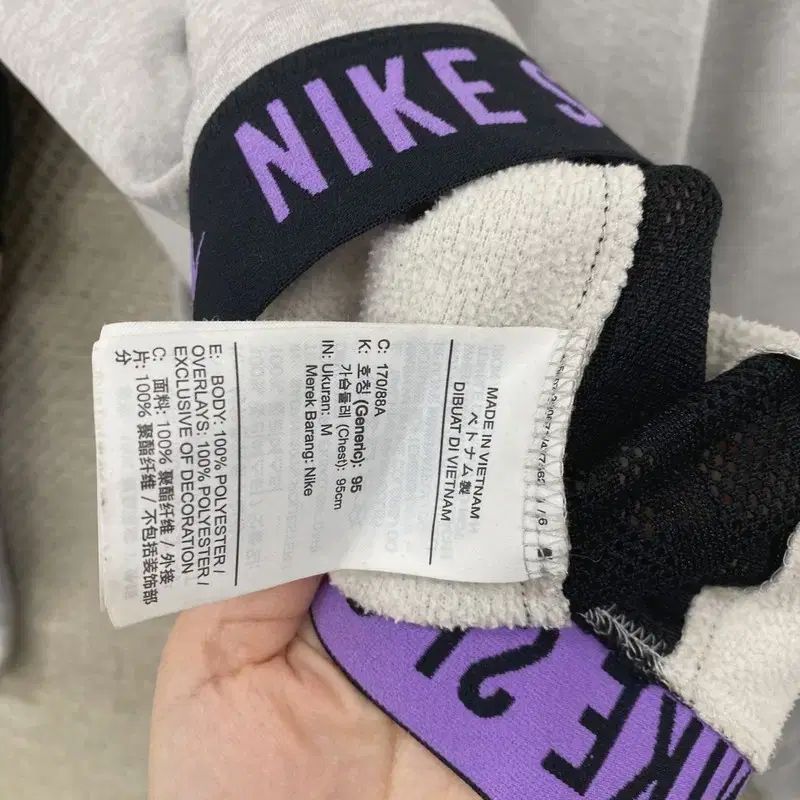 NIKE S
MADE IN VIETNAM
ベトナム製
DIBUAT DI VIETNAM
C: 170/88A
K: 호칭 (Generic): 95
가슴둘레 (Chest): 95cm
IN: Ukuran: M
Merek Barang: Nike
E: BODY: 100% POLYESTER /
OVERLAYS: 100% POLYESTER /
EXCLUSIVE OF DECORATION
C: 面料: 100% 聚酯纤维 / 外接
片: 100% 聚酯纤维 / 不包括装饰部
分
NIKE